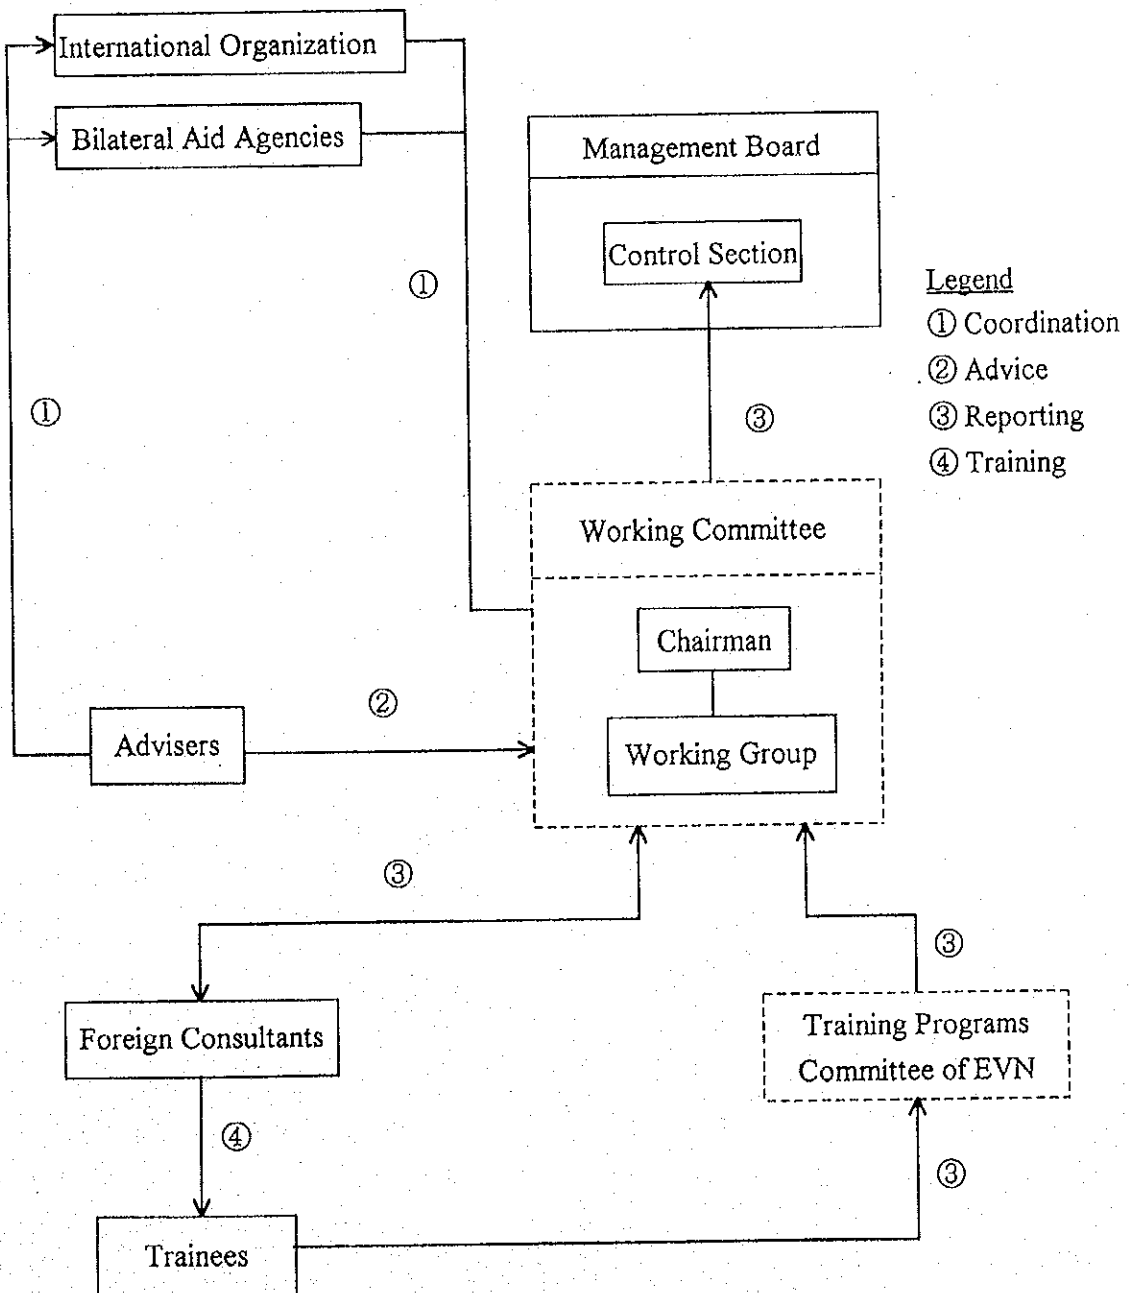 International Organization
Bilateral Aid Agencies
Management Board
Control Section
①
Legend
① Coordination
② Advice
③ Reporting
④ Training
①
③
Working Committee
Chairman
②
Advisers
Working Group
③
③
Foreign Consultants
Training Programs
Committee of EVN
④
③
Trainees